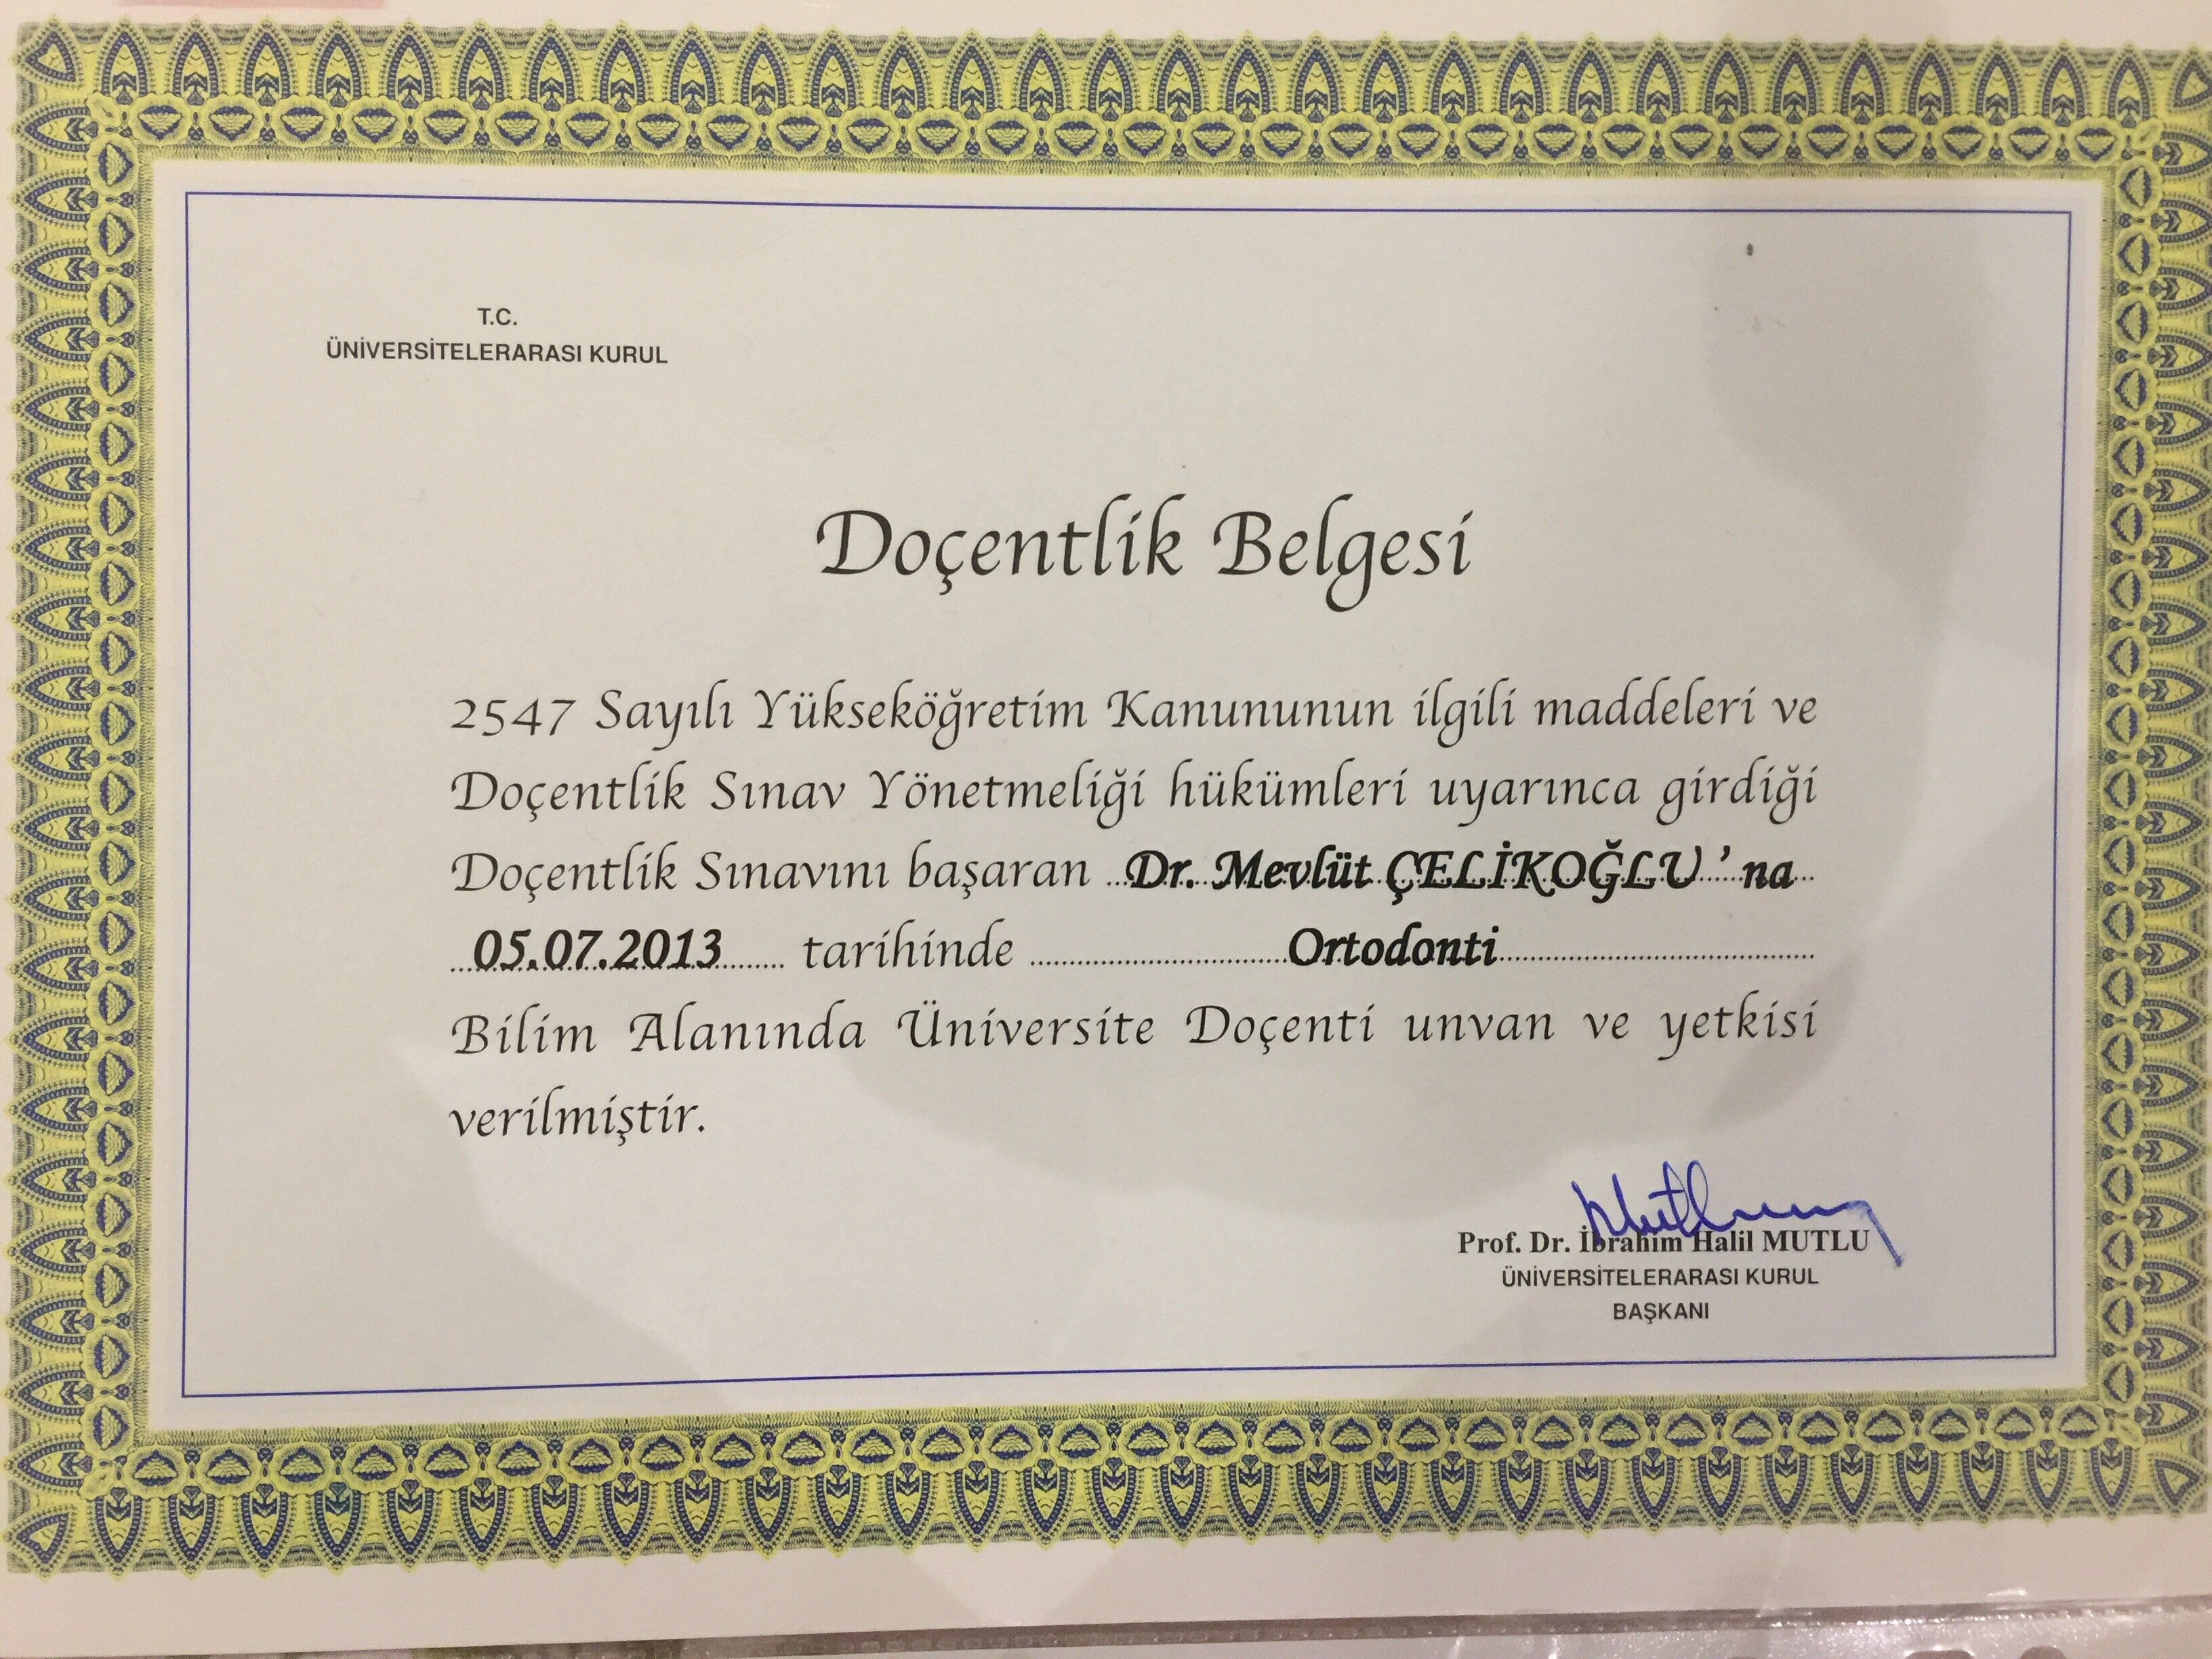 T.C.
ÜNİVERSİTELERARASI KURUL
Doçentlik Belgesi
2547 Sayılı Yükseköğretim Kanununun ilgili maddeleri ve
Doçentlik Sınav Yönetmeliği hükümleri uyarınca girdiği
Doçentlik Sınavını başaran ...Dr. Mevlüt ÇELİKOĞLU'na...
...05.07.2013... tarihinde ...Ortodonti...
Bilim Alanında Üniversite Doçenti unvan ve yetkisi
verilmiştir.
Prof. Dr. İbrahim Halil MUTLU
ÜNİVERSİTELERARASI KURUL
BAŞKANI